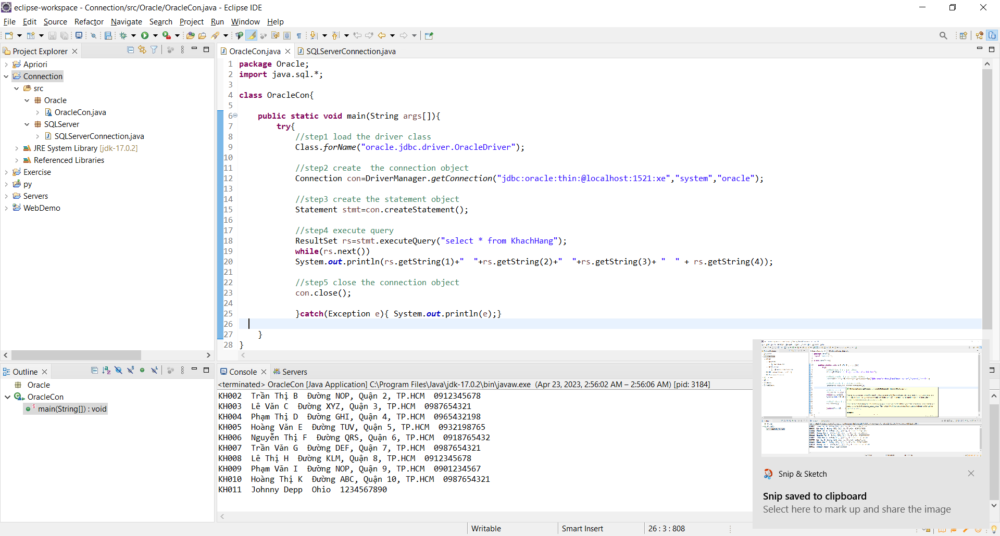 eclipse-workspace - Connection/src/Oracle/OracleCon.java - Eclipse IDE
File Edit Source Refactor Navigate Search Project Run Window Help
Project Explorer
Apriori
Connection
src
Oracle
OracleCon.java
SQLServer
SQLServerConnection.java
JRE System Library [jdk-17.0.2]
Referenced Libraries
Exercise
py
Servers
WebDemo
OracleCon.java SQLServerConnection.java
1 package Oracle;
2 import java.sql.*;
3
4 class OracleCon{
5
6 public static void main(String args[]){
7 try{
8 //step1 load the driver class
9 Class.forName("oracle.jdbc.driver.OracleDriver");
10
11 //step2 create  the connection object
12 Connection con=DriverManager.getConnection("jdbc:oracle:thin:@localhost:1521:xe","system","oracle");
13
14 //step3 create the statement object
15 Statement stmt=con.createStatement();
16
17 //step4 execute query
18 ResultSet rs=stmt.executeQuery("select * from KhachHang");
19 while(rs.next())
20 System.out.println(rs.getString(1)+"  "+rs.getString(2)+"  "+rs.getString(3)+ "  " + rs.getString(4));
21
22 //step5 close the connection object
23 con.close();
24
25 }catch(Exception e){ System.out.println(e);}
26
27 }
28 }
Outline
Oracle
OracleCon
main(String[]) : void
Console Servers
<terminated> OracleCon [Java Application] C:\Program Files\Java\jdk-17.0.2\bin\javaw.exe (Apr 23, 2023, 2:56:02 AM – 2:56:06 AM) [pid: 3184]
KH002  Trần Thị B  Đường NOP, Quận 2, TP.HCM  0912345678
KH003  Lê Văn C  Đường XYZ, Quận 3, TP.HCM  0987654321
KH004  Phạm Thị D  Đường GHI, Quận 4, TP.HCM  0965432198
KH005  Hoàng Văn E  Đường TUV, Quận 5, TP.HCM  0932198765
KH006  Nguyễn Thị F  Đường QRS, Quận 6, TP.HCM  0918765432
KH007  Trần Văn G  Đường DEF, Quận 7, TP.HCM  0987654321
KH008  Lê Thị H  Đường KLM, Quận 8, TP.HCM  0912345678
KH009  Phạm Văn I  Đường NOP, Quận 9, TP.HCM  0901234567
KH010  Hoàng Thị K  Đường ABC, Quận 10, TP.HCM  0987654321
KH011  Johnny Depp  Ohio  1234567890
Snip & Sketch
Snip saved to clipboard
Select here to mark up and share the image
Writable Smart Insert 26 : 3 : 808